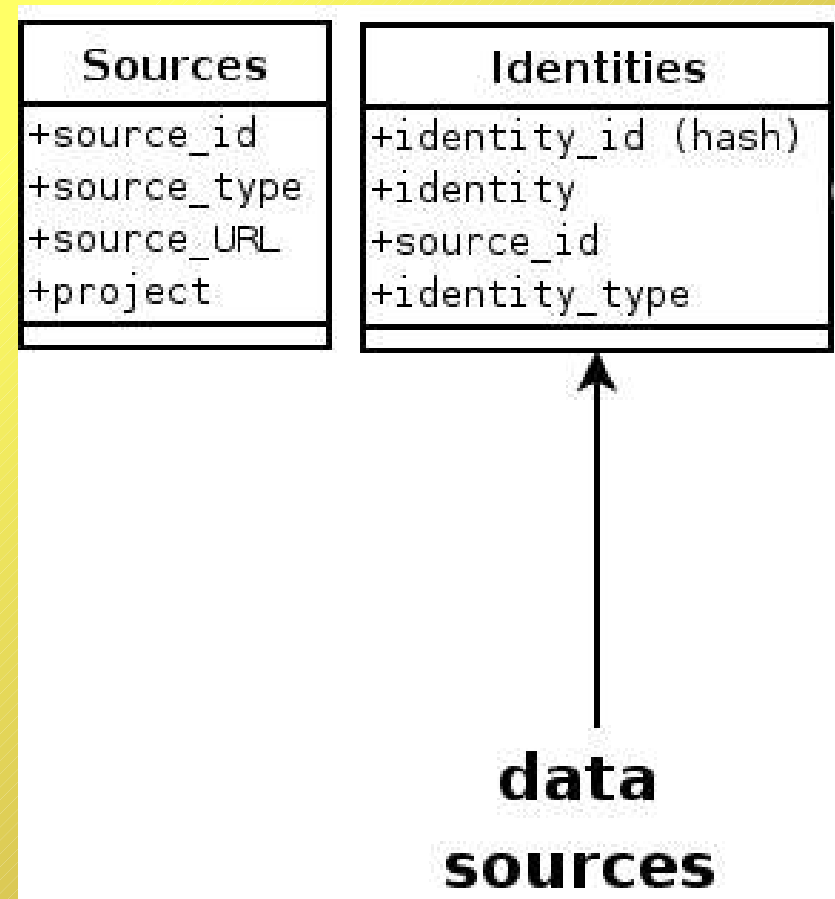 Sources
+source_id
+source_type
+source_URL
+project
Identities
+identity_id (hash)
+identity
+source_id
+identity_type
data
sources